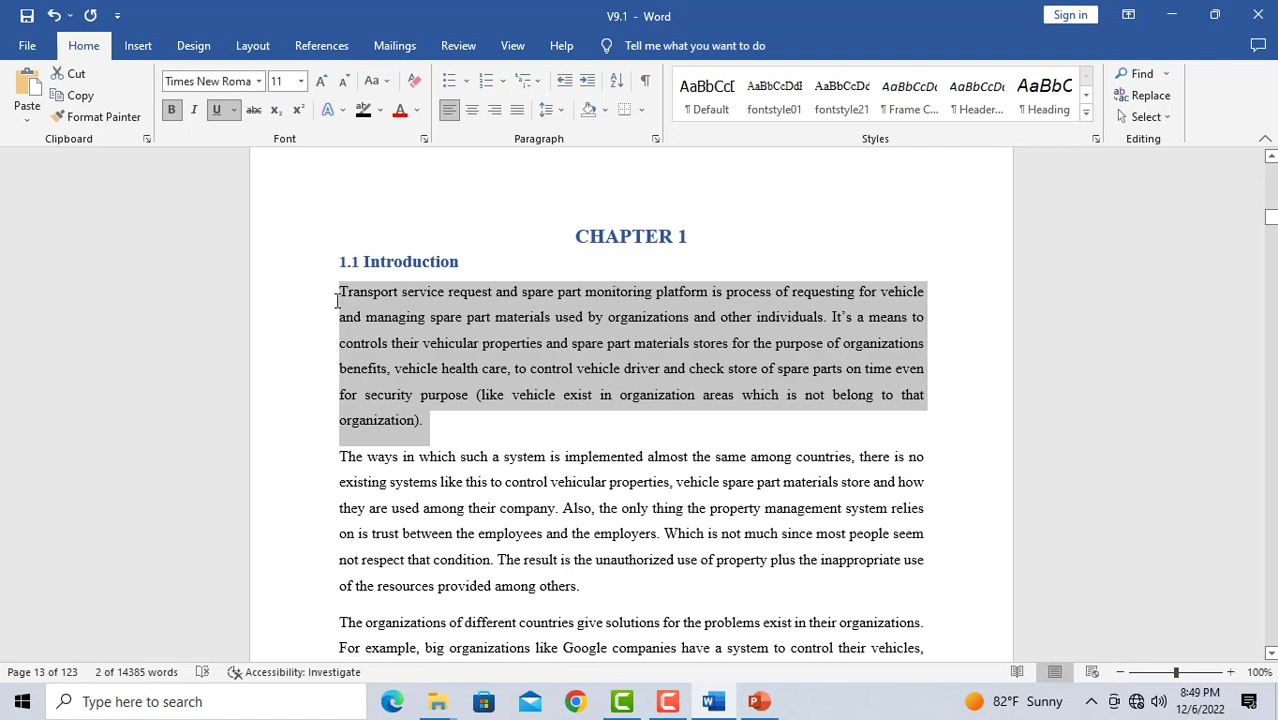 V9.1 - Word
Sign in
File Home Insert Design Layout References Mailings Review View Help Tell me what you want to do
Paste
Cut
Copy
Format Painter
Clipboard
Times New Roma 11
Font
Paragraph
AaBbCcD ¶ Default
AaBbCcDdE fontstyle01
AaBbCcDd fontstyle21
AaBbCcDc ¶ Frame C...
AaBbCcDc ¶ Header...
AaBbC ¶ Heading
Styles
Find
Replace
Select
Editing
CHAPTER 1
1.1 Introduction
Transport service request and spare part monitoring platform is process of requesting for vehicle
and managing spare part materials used by organizations and other individuals. It’s a means to
controls their vehicular properties and spare part materials stores for the purpose of organizations
benefits, vehicle health care, to control vehicle driver and check store of spare parts on time even
for security purpose (like vehicle exist in organization areas which is not belong to that
organization).
The ways in which such a system is implemented almost the same among countries, there is no
existing systems like this to control vehicular properties, vehicle spare part materials store and how
they are used among their company. Also, the only thing the property management system relies
on is trust between the employees and the employers. Which is not much since most people seem
not respect that condition. The result is the unauthorized use of property plus the inappropriate use
of the resources provided among others.
The organizations of different countries give solutions for the problems exist in their organizations.
For example, big organizations like Google companies have a system to control their vehicles,
Page 13 of 123 2 of 14385 words Accessibility: Investigate 100%
Type here to search
82°F Sunny
8:49 PM
12/6/2022